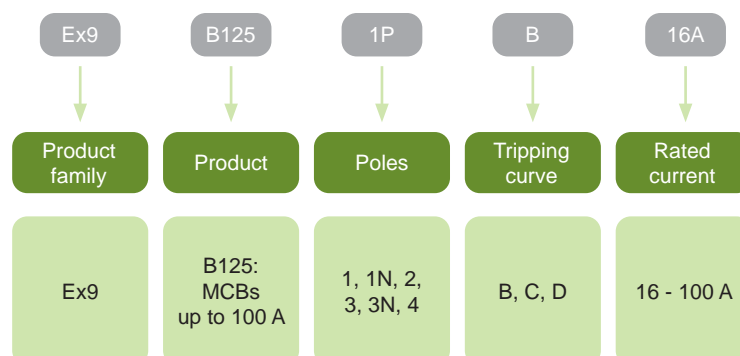 Ex9
B125
1P
B
16A
Product
family
Product
Poles
Tripping
curve
Rated
current
Ex9
B125:
MCBs
up to 100 A
1, 1N, 2,
3, 3N, 4
B, C, D
16 - 100 A